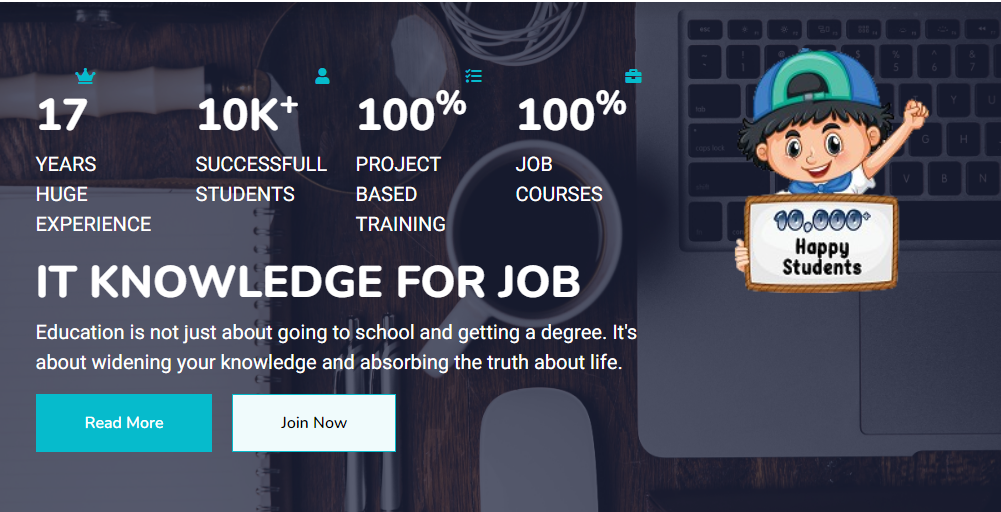 17
10K+
100%
100%
YEARS
HUGE
EXPERIENCE
SUCCESSFULL
STUDENTS
PROJECT
BASED
TRAINING
JOB
COURSES
10,000+
Happy
Students
IT KNOWLEDGE FOR JOB
Education is not just about going to school and getting a degree. It's
about widening your knowledge and absorbing the truth about life.
Read More
Join Now